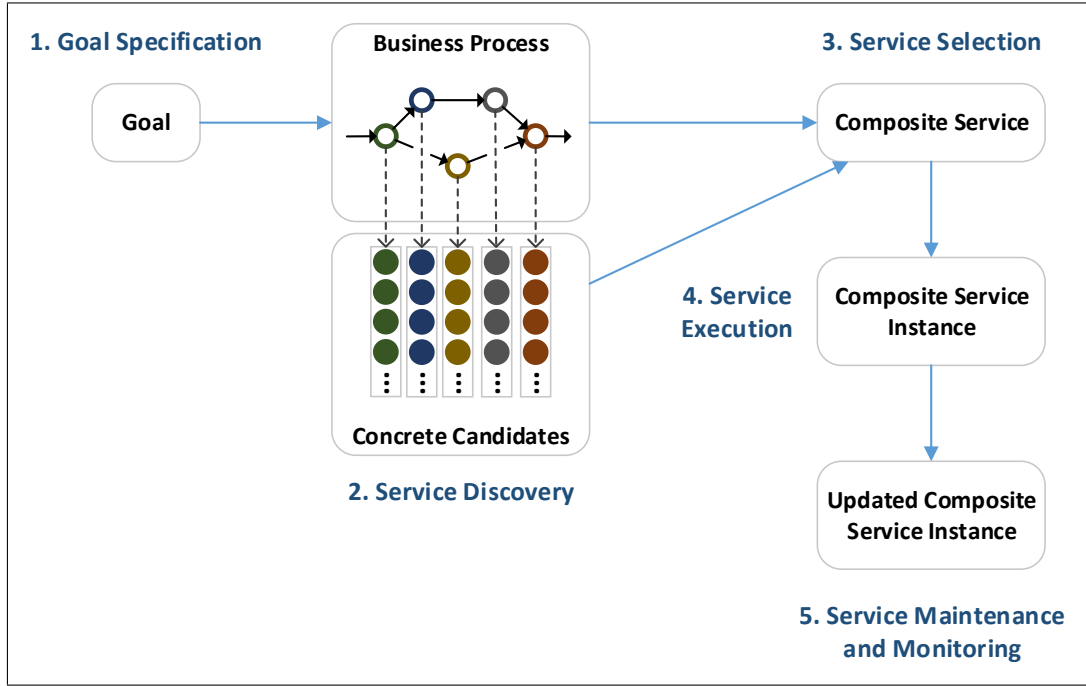 1. Goal Specification
Business Process
3. Service Selection
Goal
Composite Service
4. Service
Execution
Composite Service
Instance
Concrete Candidates
2. Service Discovery
Updated Composite
Service Instance
5. Service Maintenance
and Monitoring